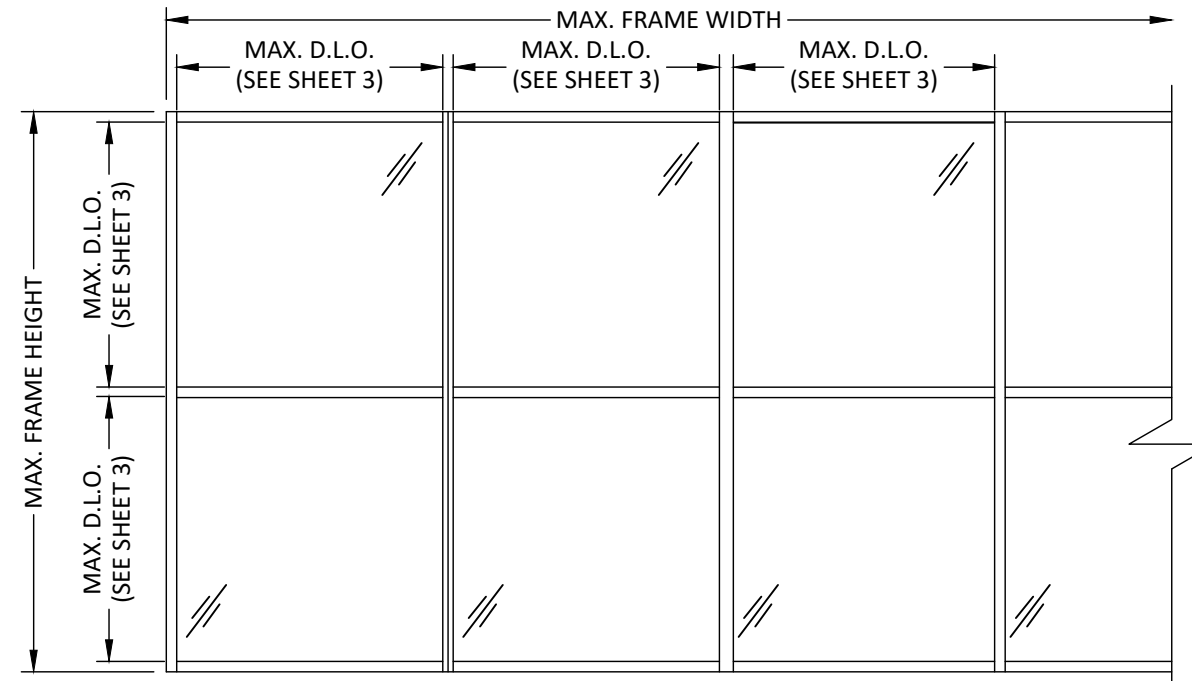 MAX. FRAME WIDTH
MAX. D.L.O.
(SEE SHEET 3)
MAX. D.L.O.
(SEE SHEET 3)
MAX. D.L.O.
(SEE SHEET 3)
MAX. FRAME HEIGHT
MAX. D.L.O.
(SEE SHEET 3)
MAX. D.L.O.
(SEE SHEET 3)